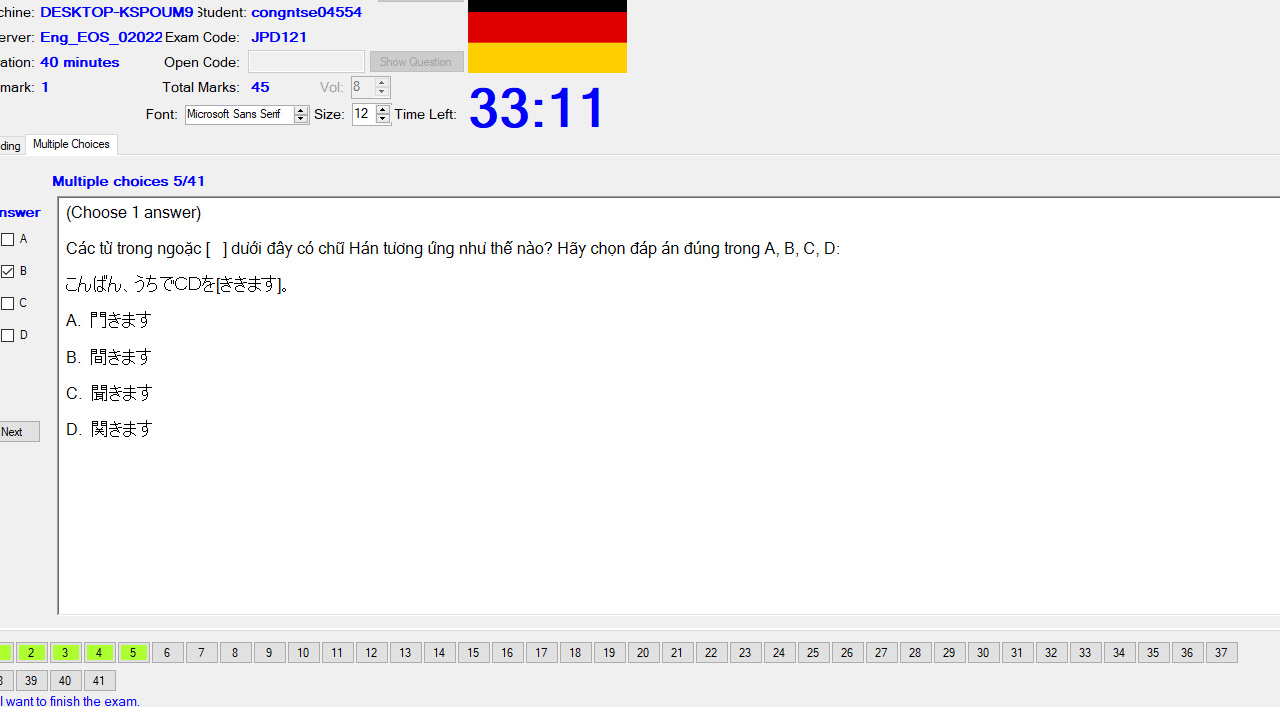 chine: DESKTOP-KSPOUM9 Student: congntse04554
erver: Eng_EOS_02022 Exam Code: JPD121
ation: 40 minutes Open Code: Show Question
mark: 1 Total Marks: 45 Vol: 8
Font: Microsoft Sans Serif Size: 12 Time Left: 33:11
ding Multiple Choices
Multiple choices 5/41
nswer
(Choose 1 answer)
A
Các từ trong ngoặc [ ] dưới đây có chữ Hán tương ứng như thế nào? Hãy chọn đáp án đúng trong A, B, C, D:
B
こんばん、うちでCDを[ききます]。
C
A. 門きます
D
B. 間きます
C. 聞きます
D. 関きます
Next
2 3 4 5 6 7 8 9 10 11 12 13 14 15 16 17 18 19 20 21 22 23 24 25 26 27 28 29 30 31 32 33 34 35 36 37
39 40 41
I want to finish the exam.